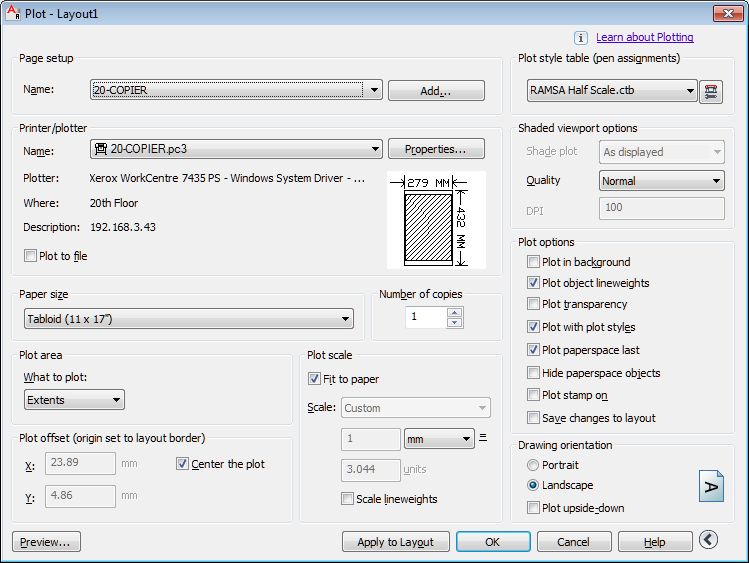 Plot - Layout1
Learn about Plotting
Page setup
Name:
20-COPIER
Add...
Printer/plotter
Name:
20-COPIER.pc3
Properties...
Plotter:
Xerox WorkCentre 7435 PS - Windows System Driver - ...
Where:
20th Floor
Description:
192.168.3.43
Plot to file
279 MM
432 MM
Paper size
Tabloid (11 x 17")
Number of copies
1
Plot area
What to plot:
Extents
Plot scale
Fit to paper
Scale:
Custom
1
mm
=
3.044
units
Scale lineweights
Plot offset (origin set to layout border)
X:
23.89
mm
Center the plot
Y:
4.86
mm
Plot style table (pen assignments)
RAMSA Half Scale.ctb
Shaded viewport options
Shade plot
As displayed
Quality
Normal
DPI
100
Plot options
Plot in background
Plot object lineweights
Plot transparency
Plot with plot styles
Plot paperspace last
Hide paperspace objects
Plot stamp on
Save changes to layout
Drawing orientation
Portrait
Landscape
Plot upside-down
A
Preview...
Apply to Layout
OK
Cancel
Help